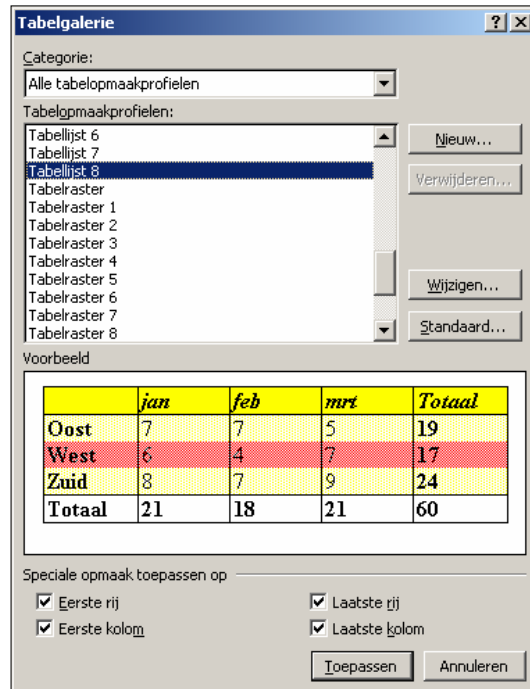 Tabelgalerie
Categorie:
Alle tabelopmaakprofielen
Tabelopmaakprofielen:
Tabellijst 6
Tabellijst 7
Tabellijst 8
Tabelraster
Tabelraster 1
Tabelraster 2
Tabelraster 3
Tabelraster 4
Tabelraster 5
Tabelraster 6
Tabelraster 7
Tabelraster 8
Nieuw...
Verwijderen...
Wijzigen...
Standaard...
Voorbeeld
jan feb mrt Totaal
Oost 7 7 5 19
West 6 4 7 17
Zuid 8 7 9 24
Totaal 21 18 21 60
Speciale opmaak toepassen op
Eerste rij Laatste rij
Eerste kolom Laatste kolom
Toepassen Annuleren